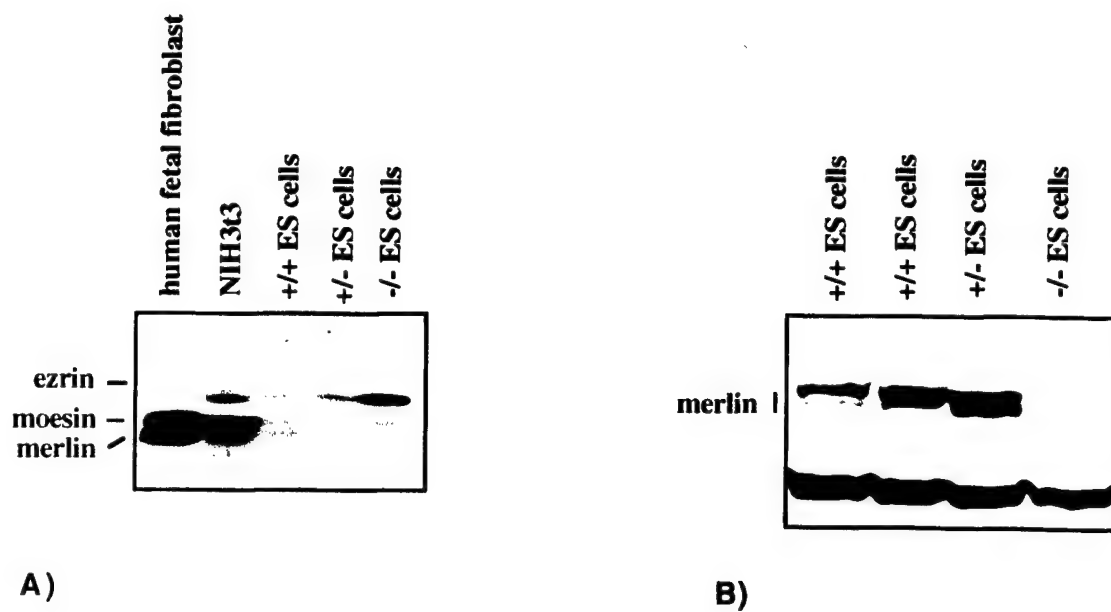 human fetal fibroblast
NIH3t3
+/+ ES cells
+/- ES cells
-/- ES cells
ezrin
moesin
merlin
A)
+/+ ES cells
+/+ ES cells
+/- ES cells
-/- ES cells
merlin
B)